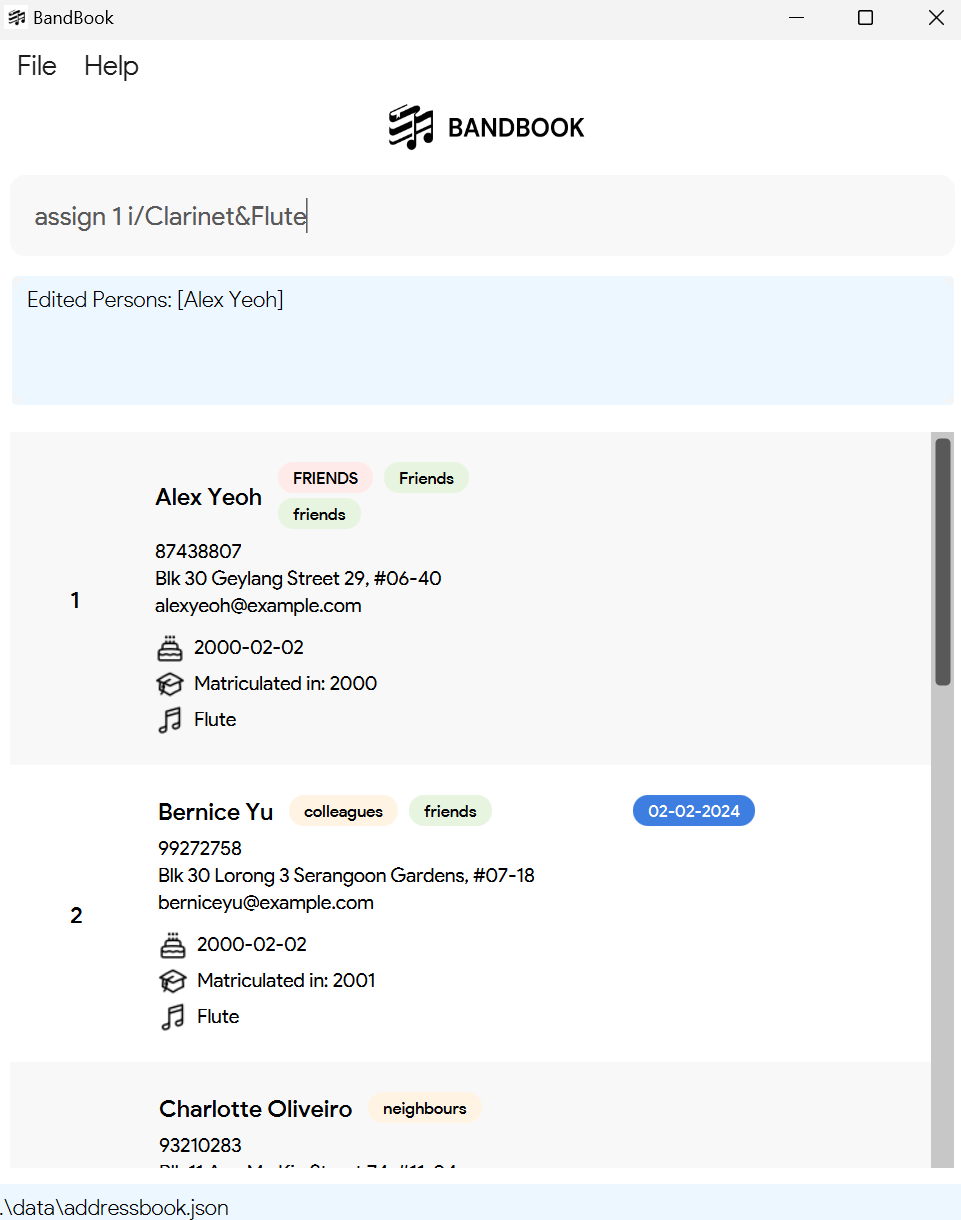 BandBook
File Help
BANDBOOK
assign 1 i/Clarinet&Flute
Edited Persons: [Alex Yeoh]
Alex Yeoh FRIENDS Friends
friends
87438807
Blk 30 Geylang Street 29, #06-40
1
alexyeoh@example.com
2000-02-02
Matriculated in: 2000
Flute
Bernice Yu colleagues friends 02-02-2024
99272758
Blk 30 Lorong 3 Serangoon Gardens, #07-18
berniceyu@example.com
2
2000-02-02
Matriculated in: 2001
Flute
Charlotte Oliveiro neighbours
93210283
.\data\addressbook.json